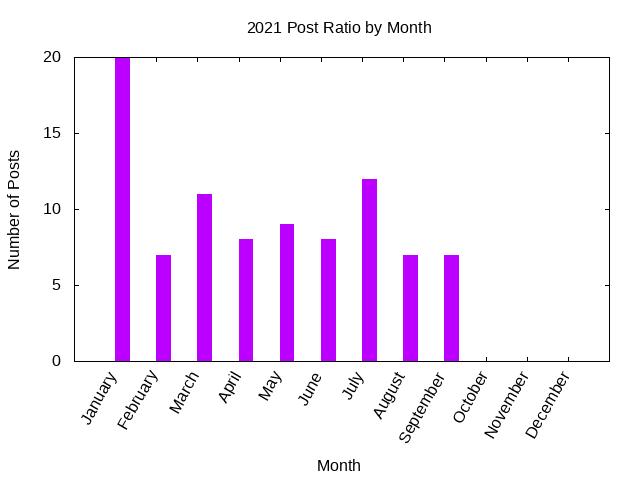 2021 Post Ratio by Month
20
15
10
5
0
Number of Posts
January
February
March
April
May
June
July
August
September
October
November
December
Month